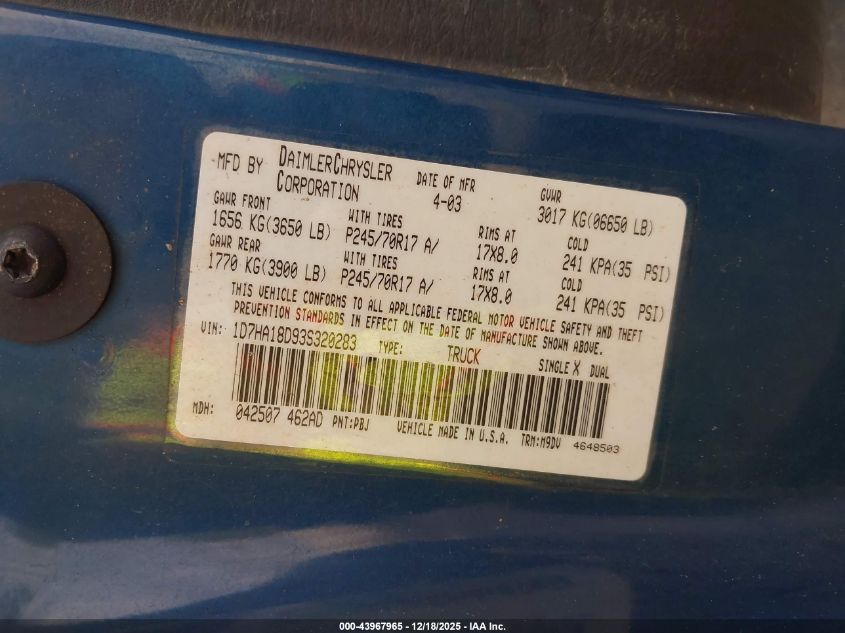 MFD BY DAIMLERCHRYSLER CORPORATION DATE OF MFR 4-03 GVWR 3017 KG(06650 LB)
GAWR FRONT WITH TIRES RIMS AT COLD
1656 KG(3650 LB) P245/70R17 A/ 17X8.0 241 KPA(35 PSI)
GAWR REAR WITH TIRES RIMS AT COLD
1770 KG(3900 LB) P245/70R17 A/ 17X8.0 241 KPA(35 PSI)
THIS VEHICLE CONFORMS TO ALL APPLICABLE FEDERAL MOTOR VEHICLE SAFETY AND THEFT
PREVENTION STANDARDS IN EFFECT ON THE DATE OF MANUFACTURE SHOWN ABOVE.
VIN: 1D7HA18D93S320283 TYPE: TRUCK SINGLE X DUAL
MDH: 042507 462AD PNT:PBJ VEHICLE MADE IN U.S.A. TRM:M9DV 4648503
000-43967965 - 12/18/2025 - IAA Inc.